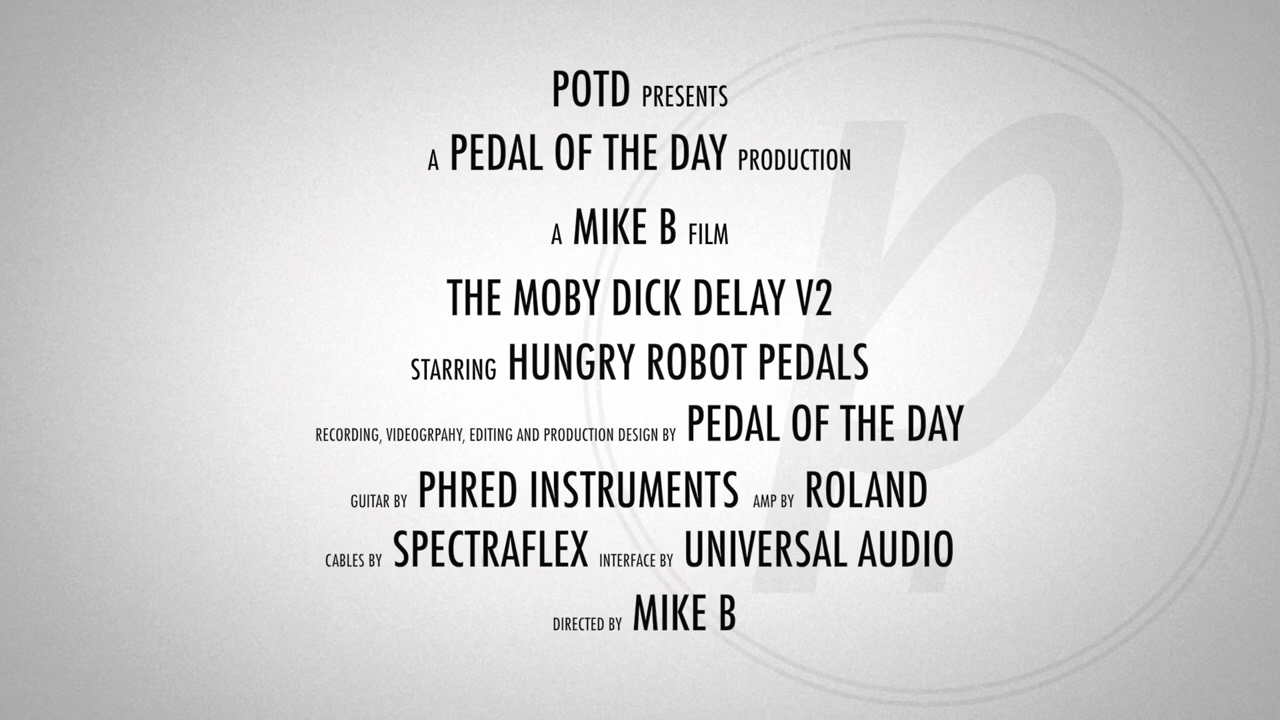 POTD PRESENTS
A PEDAL OF THE DAY PRODUCTION
A MIKE B FILM
THE MOBY DICK DELAY V2
STARRING HUNGRY ROBOT PEDALS
RECORDING, VIDEOGRPAHY, EDITING AND PRODUCTION DESIGN BY PEDAL OF THE DAY
GUITAR BY PHRED INSTRUMENTS AMP BY ROLAND
CABLES BY SPECTRAFLEX INTERFACE BY UNIVERSAL AUDIO
DIRECTED BY MIKE B